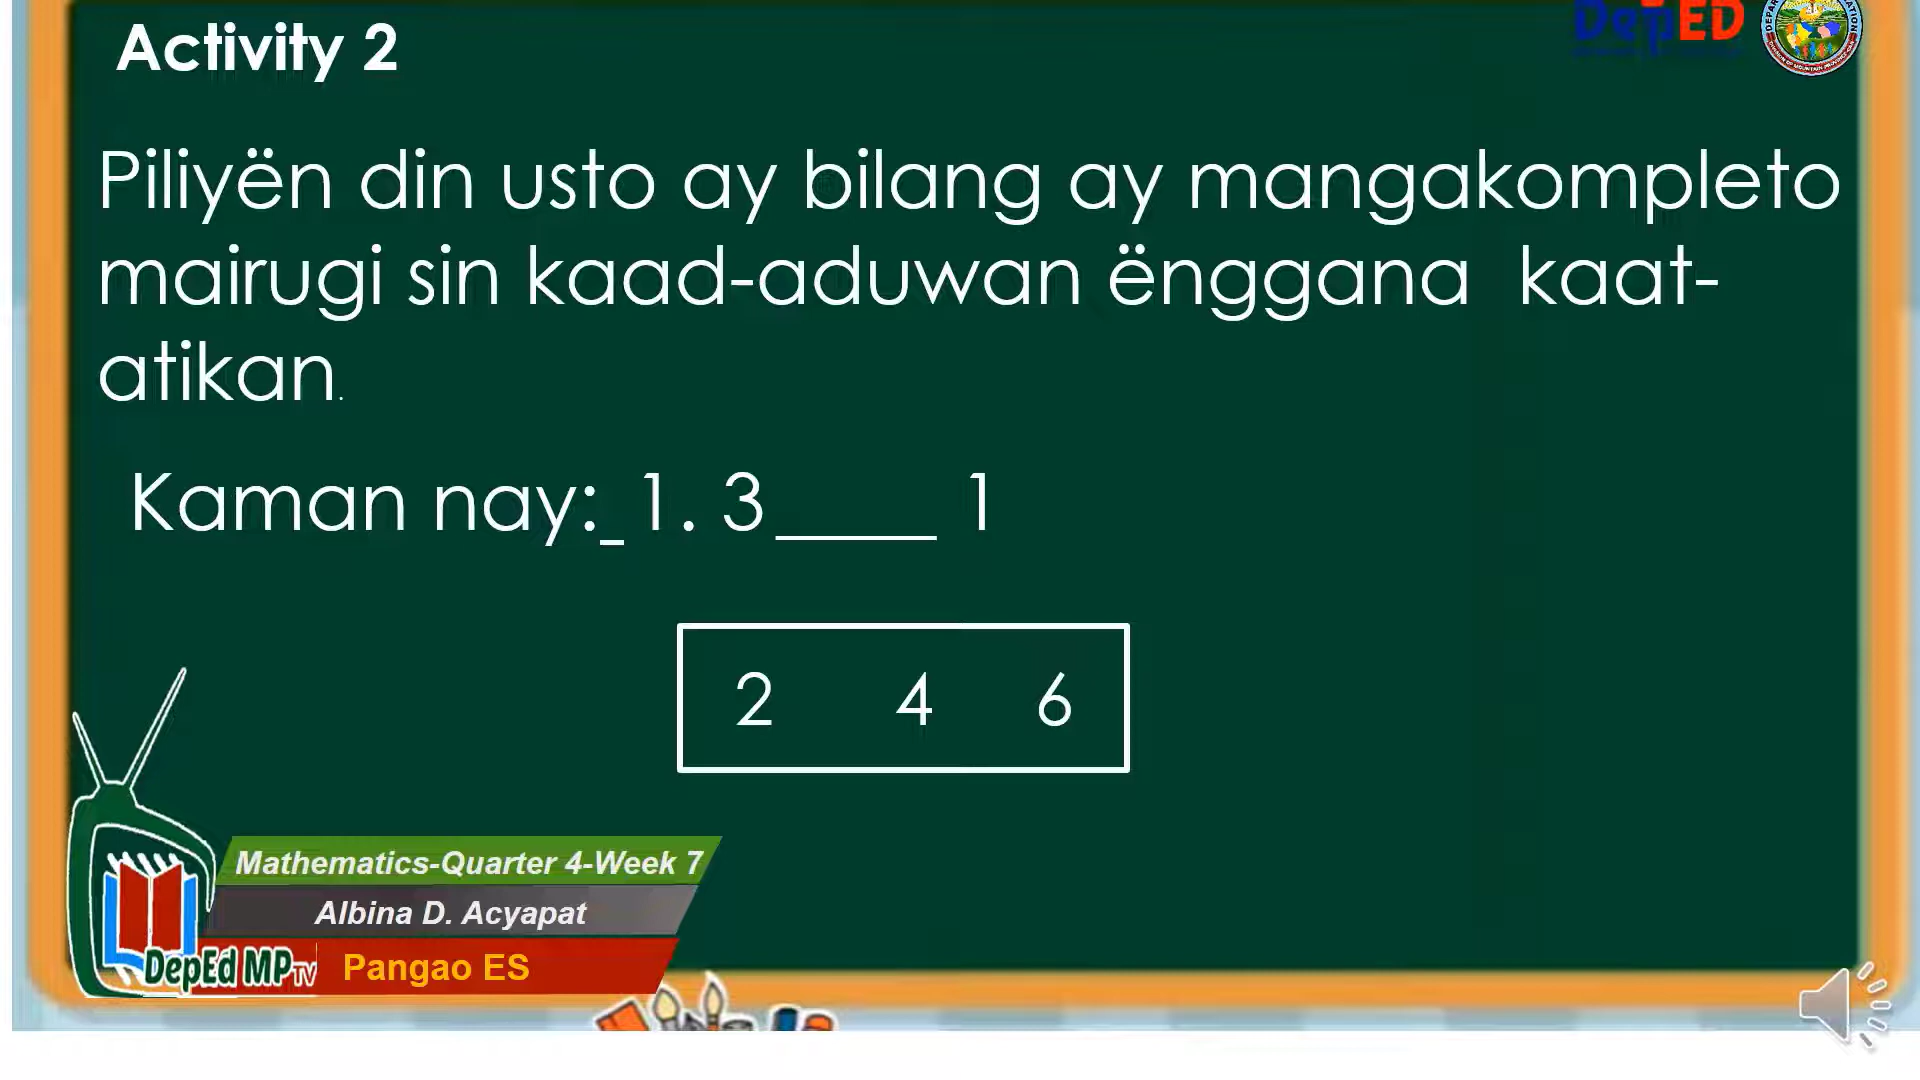 Activity 2
DepED
Piliyën din usto ay bilang ay mangakompleto
mairugi sin kaad-aduwan ënggana kaat-
atikan.
Kaman nay:_ 1. 3____ 1
2 4 6
Mathematics-Quarter 4-Week 7
Albina D. Acyapat
DepEd MPTV Pangao ES